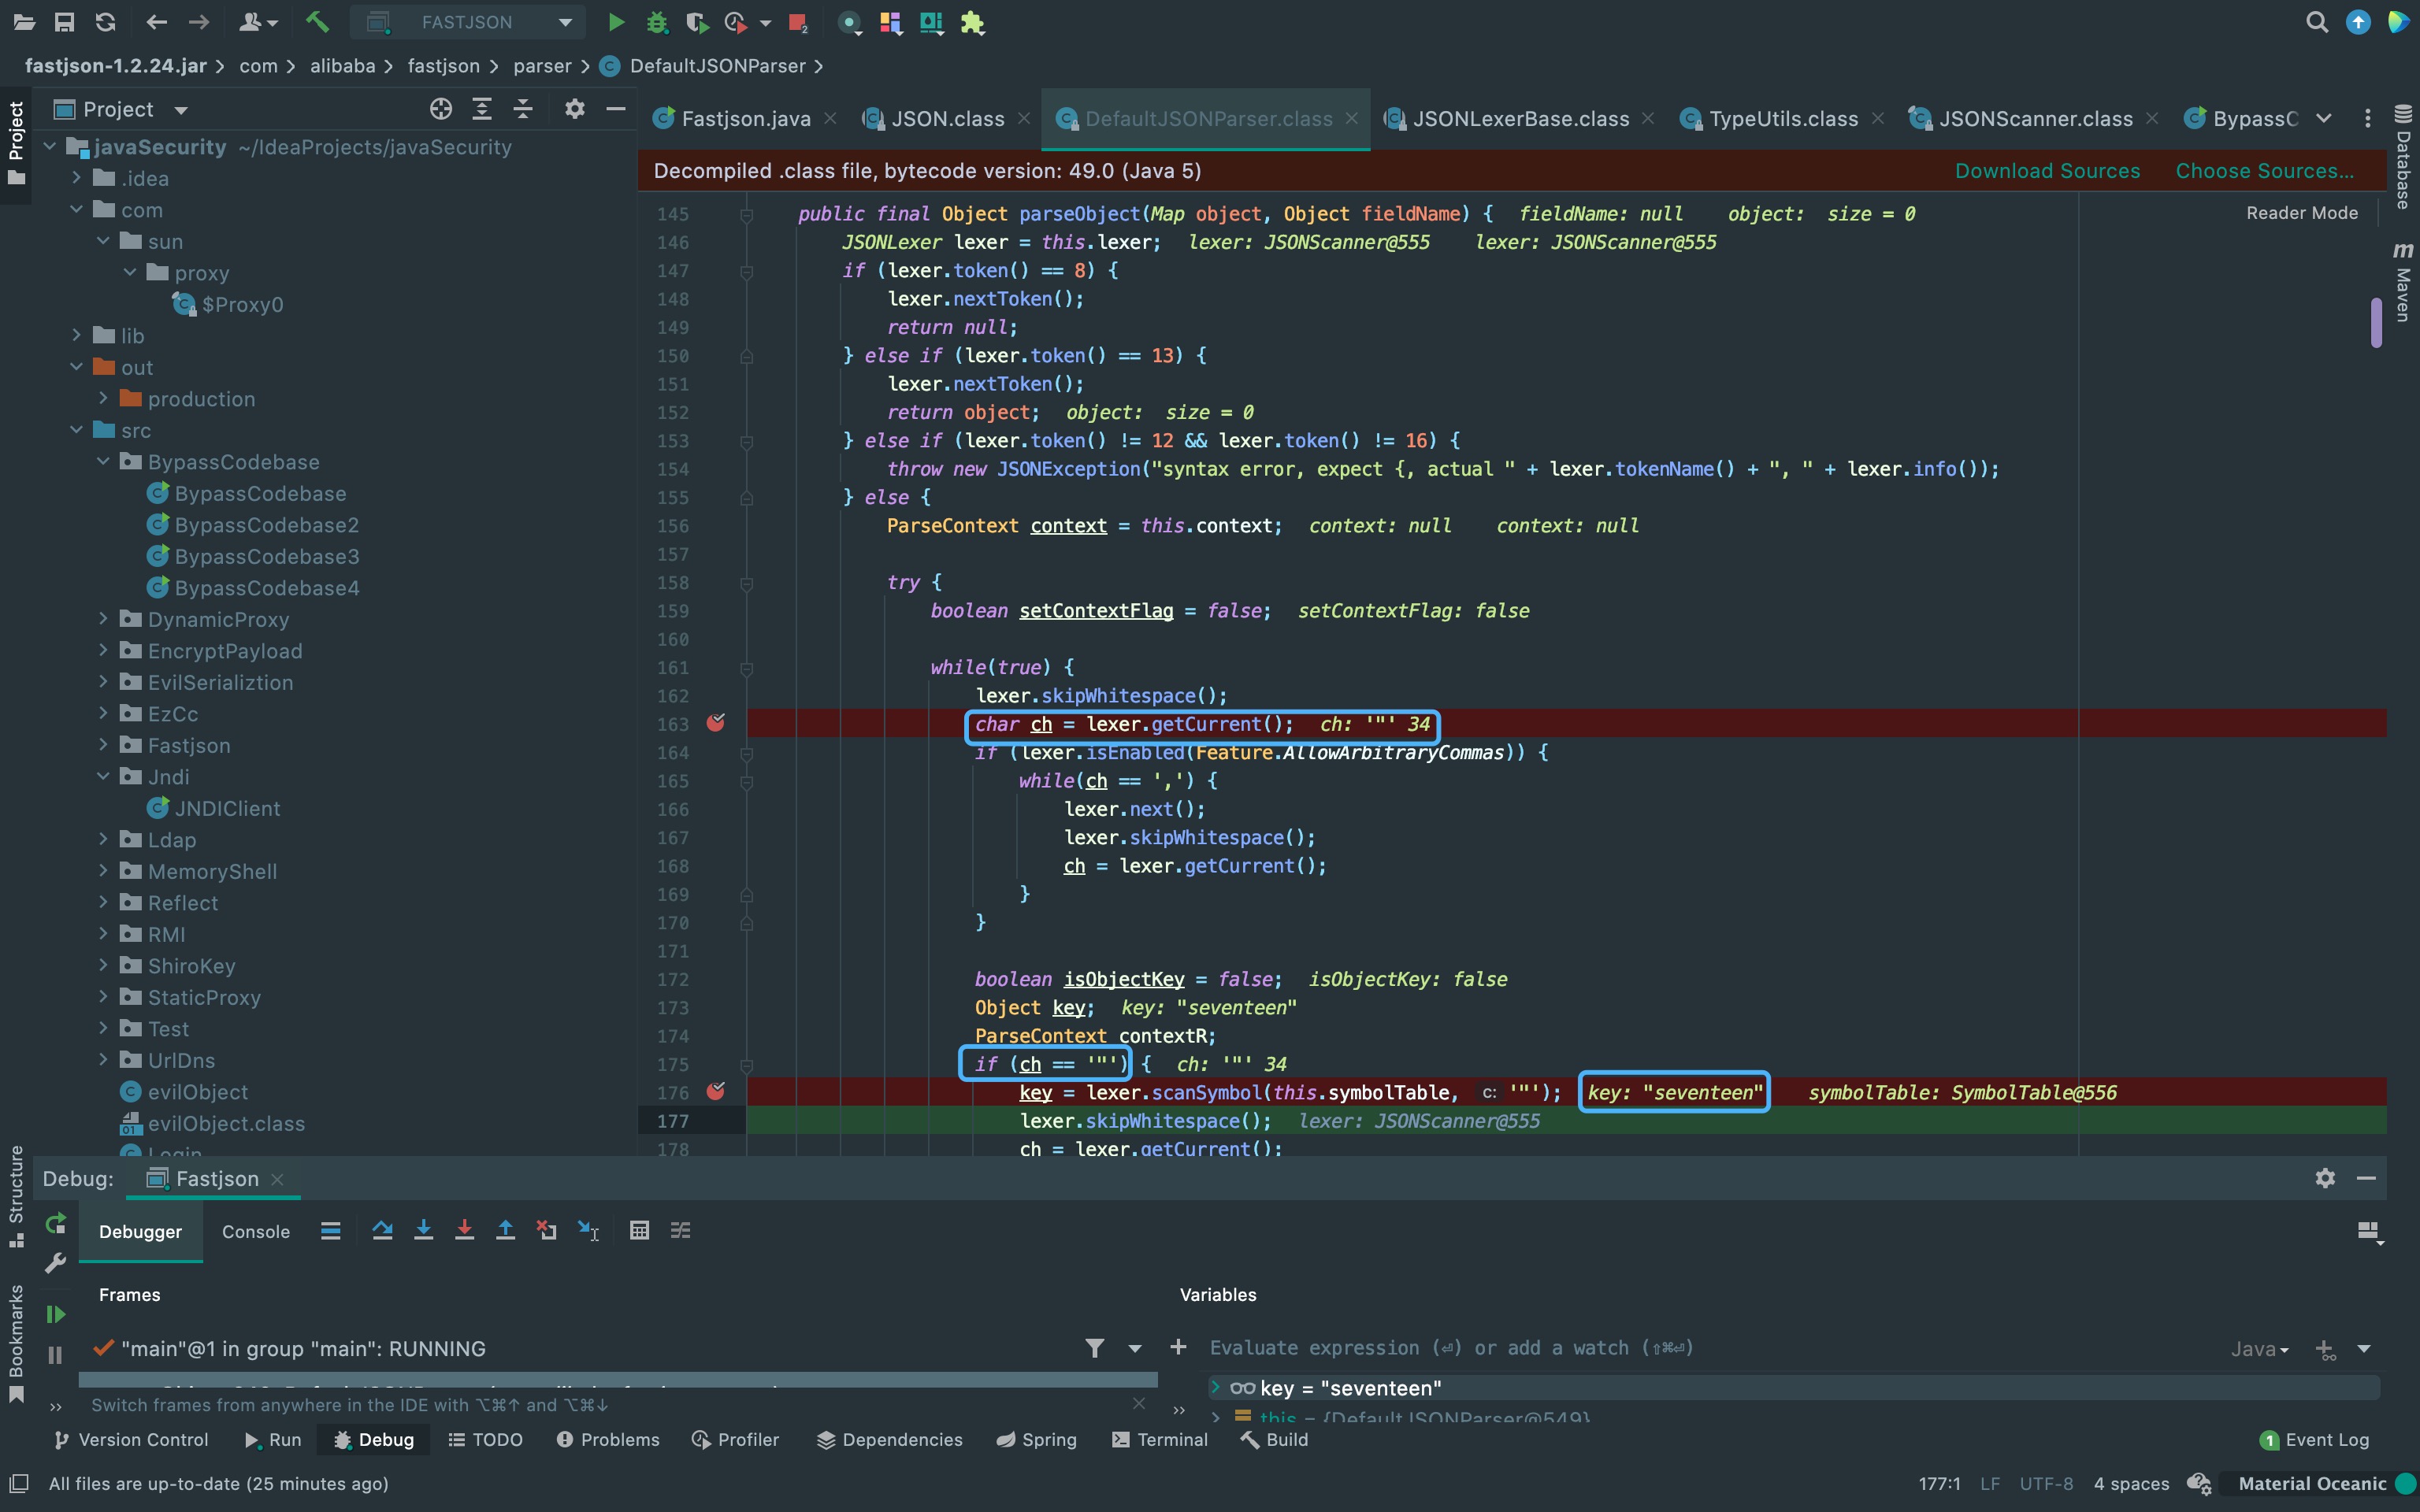 FASTJSON
fastjson-1.2.24.jar com alibaba fastjson parser DefaultJSONParser
Project
Project
javaSecurity ~/IdeaProjects/javaSecurity
.idea
com
sun
proxy
$Proxy0
lib
out
production
src
BypassCodebase
BypassCodebase
BypassCodebase2
BypassCodebase3
BypassCodebase4
DynamicProxy
EncryptPayload
EvilSerializtion
EzCc
Fastjson
Jndi
JNDIClient
Ldap
MemoryShell
Reflect
RMI
ShiroKey
StaticProxy
Test
UrlDns
evilObject
evilObject.class
Login
Fastjson.java JSON.class DefaultJSONParser.class JSONLexerBase.class TypeUtils.class JSONScanner.class BypassC
Decompiled .class file, bytecode version: 49.0 (Java 5) Download Sources Choose Sources...
Reader Mode
145 public final Object parseObject(Map object, Object fieldName) { fieldName: null object: size = 0
146 JSONLexer lexer = this.lexer; lexer: JSONScanner@555 lexer: JSONScanner@555
147 if (lexer.token() == 8) {
148 lexer.nextToken();
149 return null;
150 } else if (lexer.token() == 13) {
151 lexer.nextToken();
152 return object; object: size = 0
153 } else if (lexer.token() != 12 && lexer.token() != 16) {
154 throw new JSONException("syntax error, expect {, actual " + lexer.tokenName() + ", " + lexer.info());
155 } else {
156 ParseContext context = this.context; context: null context: null
157
158 try {
159 boolean setContextFlag = false; setContextFlag: false
160
161 while(true) {
162 lexer.skipWhitespace();
163 char ch = lexer.getCurrent(); ch: '"' 34
164 if (lexer.isEnabled(Feature.AllowArbitraryCommas)) {
165 while(ch == ',') {
166 lexer.next();
167 lexer.skipWhitespace();
168 ch = lexer.getCurrent();
169 }
170 }
171
172 boolean isObjectKey = false; isObjectKey: false
173 Object key; key: "seventeen"
174 ParseContext contextR;
175 if (ch == '"') { ch: '"' 34
176 key = lexer.scanSymbol(this.symbolTable, c: '"'); key: "seventeen" symbolTable: SymbolTable@556
177 lexer.skipWhitespace(); lexer: JSONScanner@555
178 ch = lexer.getCurrent();
Database
Maven
Structure
Bookmarks
Debug: Fastjson
Debugger Console
Frames
Variables
"main"@1 in group "main": RUNNING
Evaluate expression (⏎) or add a watch (⇧⌘⏎) Java
Switch frames from anywhere in the IDE with ⌥⌘↑ and ⌥⌘↓
key = "seventeen"
this = {DefaultJSONParser@549}
Version Control Run Debug TODO Problems Profiler Dependencies Spring Terminal Build 1 Event Log
All files are up-to-date (25 minutes ago) 177:1 LF UTF-8 4 spaces Material Oceanic